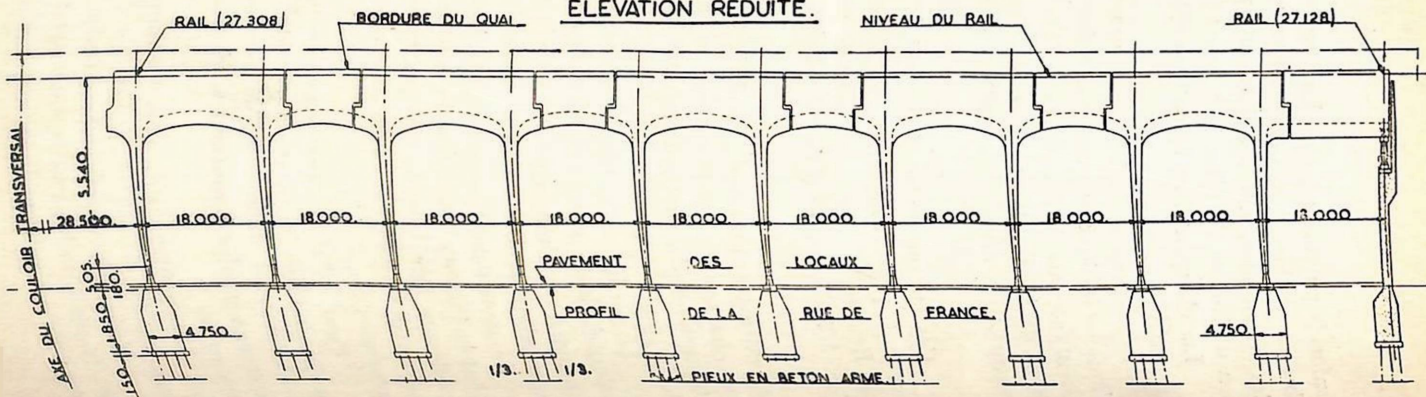 ELEVATION REDUITE.
RAIL (27.308)
BORDURE DU QUAI
NIVEAU DU RAIL
RAIL (27.128)
5.540.
AXE DU COULOIR TRANSVERSAL
28.500. 18.000. 18.000. 18.000. 18.000. 18.000. 18.000. 18.000. 18.000. 18.000. 13.000
505.
180.
1.850.
150.
PAVEMENT DES LOCAUX
PROFIL DE LA RUE DE FRANCE.
4.750
4.750
1/3. 1/3.
PIEUX EN BETON ARME.